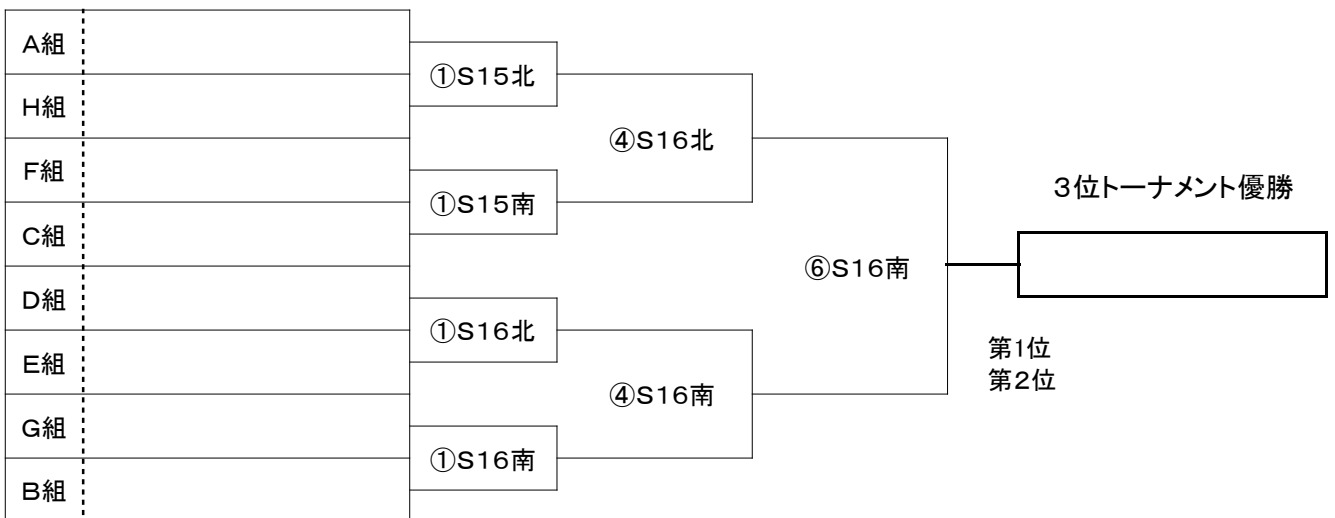 A組
①S15北
H組
④S16北
F組
3位トーナメント優勝
①S15南
C組
⑥S16南
D組
①S16北
第1位
E組
第2位
④S16南
G組
①S16南
B組